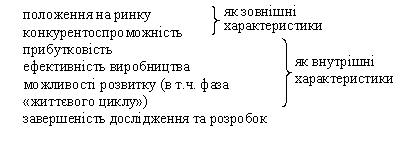 положення на ринку
конкурентоспроможність
як зовнішні
характеристики
прибутковість
ефективність виробництва
можливості розвитку (в т.ч. фаза
«життєвого циклу»)
завершеність дослідження та розробок
як внутрішні
характеристики